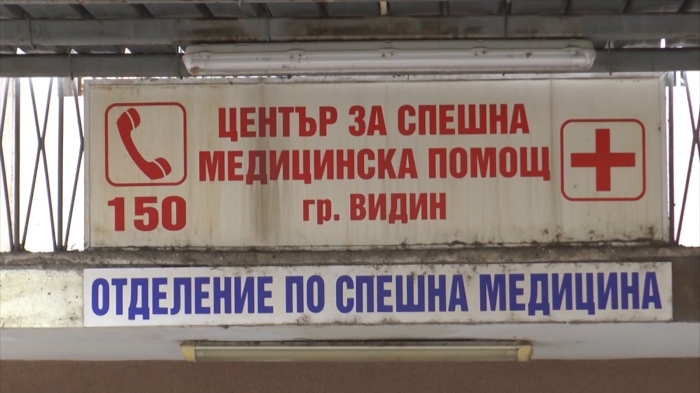 ЦЕНТЪР ЗА СПЕШНА
МЕДИЦИНСКА ПОМОЩ
150
гр. ВИДИН
ОТДЕЛЕНИЕ ПО СПЕШНА МЕДИЦИНА